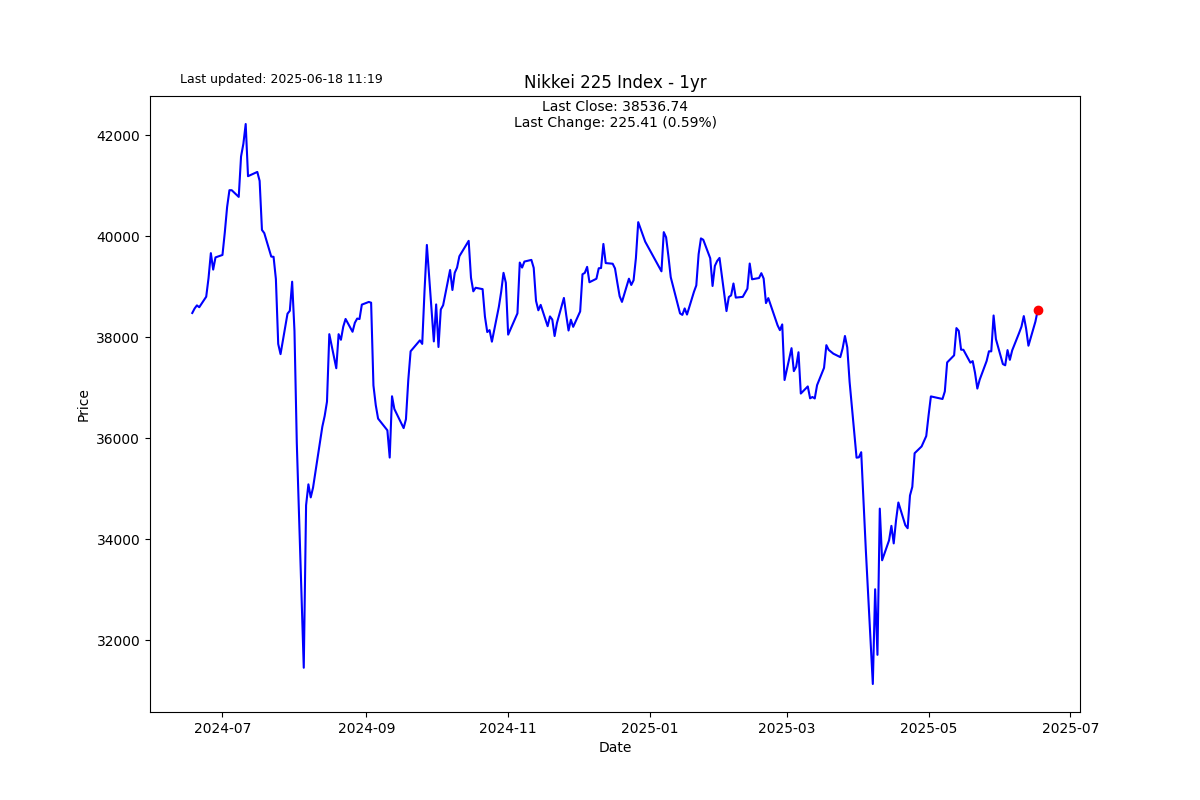 Last updated: 2025-06-18 11:19
Nikkei 225 Index - 1yr
Last Close: 38536.74
Last Change: 225.41 (0.59%)
42000
40000
38000
36000
34000
32000
Price
2024-07
2024-09
2024-11
2025-01
2025-03
2025-05
2025-07
Date